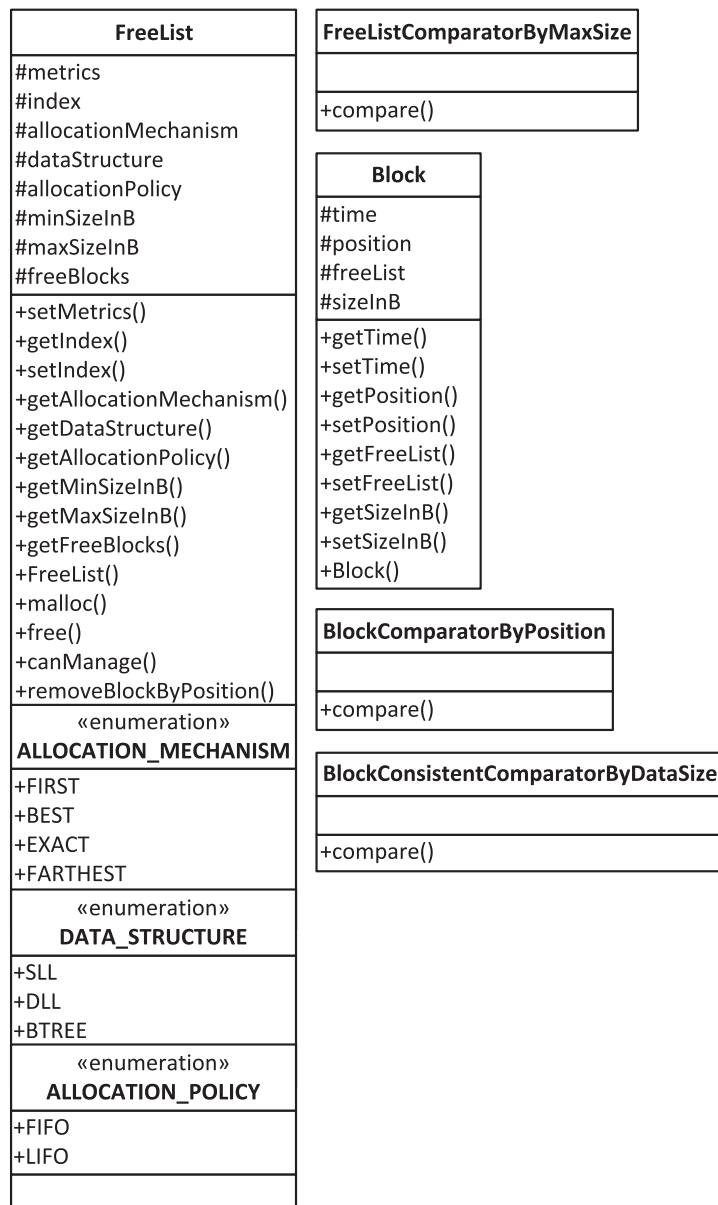 FreeList
#metrics
#index
#allocationMechanism
#dataStructure
#allocationPolicy
#minSizeInB
#maxSizeInB
#freeBlocks
+setMetrics()
+getIndex()
+setIndex()
+getAllocationMechanism()
+getDataStructure()
+getAllocationPolicy()
+getMinSizeInB()
+getMaxSizeInB()
+getFreeBlocks()
+FreeList()
+malloc()
+free()
+canManage()
+removeBlockByPosition()
«enumeration»
ALLOCATION_MECHANISM
+FIRST
+BEST
+EXACT
+FARTHEST
«enumeration»
DATA_STRUCTURE
+SLL
+DLL
+BTREE
«enumeration»
ALLOCATION_POLICY
+FIFO
+LIFO
FreeListComparatorByMaxSize
+compare()
Block
#time
#position
#freeList
#sizeInB
+getTime()
+setTime()
+getPosition()
+setPosition()
+getFreeList()
+setFreeList()
+getSizeInB()
+setSizeInB()
+Block()
BlockComparatorByPosition
+compare()
BlockConsistentComparatorByDataSize
+compare()